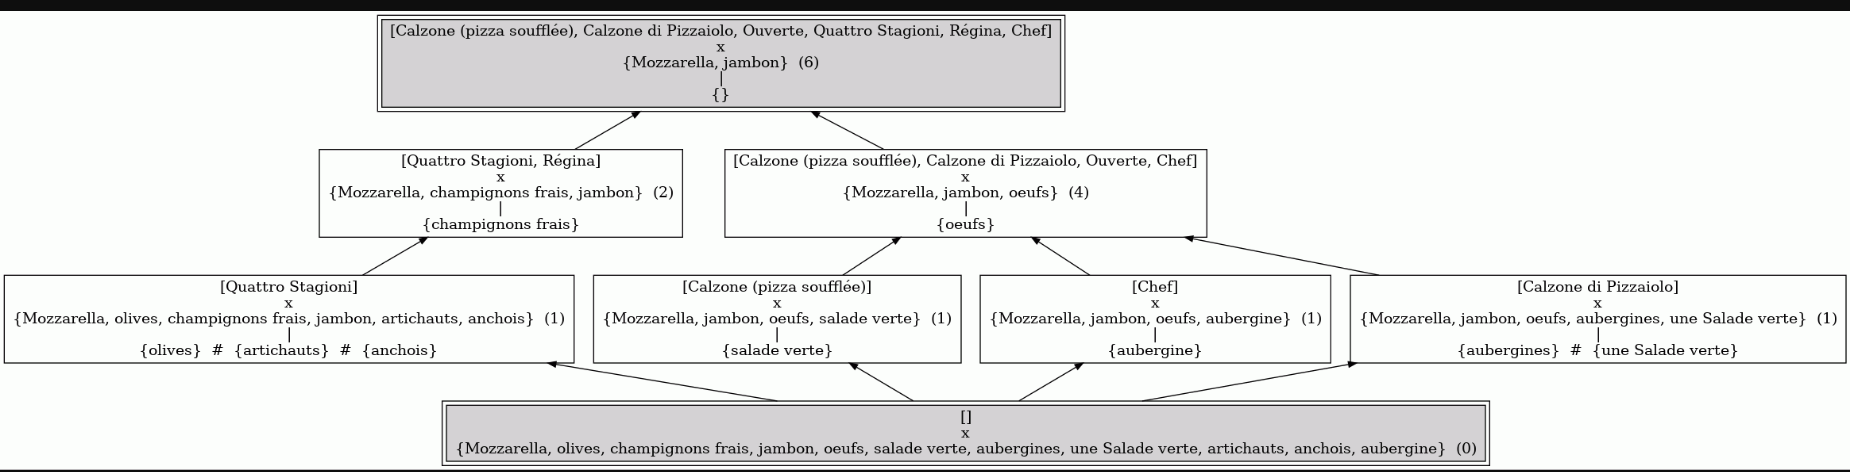 [Calzone (pizza soufflée), Calzone di Pizzaiolo, Ouverte, Quattro Stagioni, Régina, Chef]
x
{Mozzarella, jambon} (6)
|
{}
[Quattro Stagioni, Régina]
x
{Mozzarella, champignons frais, jambon} (2)
|
{champignons frais}
[Calzone (pizza soufflée), Calzone di Pizzaiolo, Ouverte, Chef]
x
{Mozzarella, jambon, oeufs} (4)
|
{oeufs}
[Quattro Stagioni]
x
{Mozzarella, olives, champignons frais, jambon, artichauts, anchois} (1)
|
{olives} # {artichauts} # {anchois}
[Calzone (pizza soufflée)]
x
{Mozzarella, jambon, oeufs, salade verte} (1)
|
{salade verte}
[Chef]
x
{Mozzarella, jambon, oeufs, aubergine} (1)
|
{aubergine}
[Calzone di Pizzaiolo]
x
{Mozzarella, jambon, oeufs, aubergines, une Salade verte} (1)
|
{aubergines} # {une Salade verte}
[]
x
{Mozzarella, olives, champignons frais, jambon, oeufs, salade verte, aubergines, une Salade verte, artichauts, anchois, aubergine} (0)